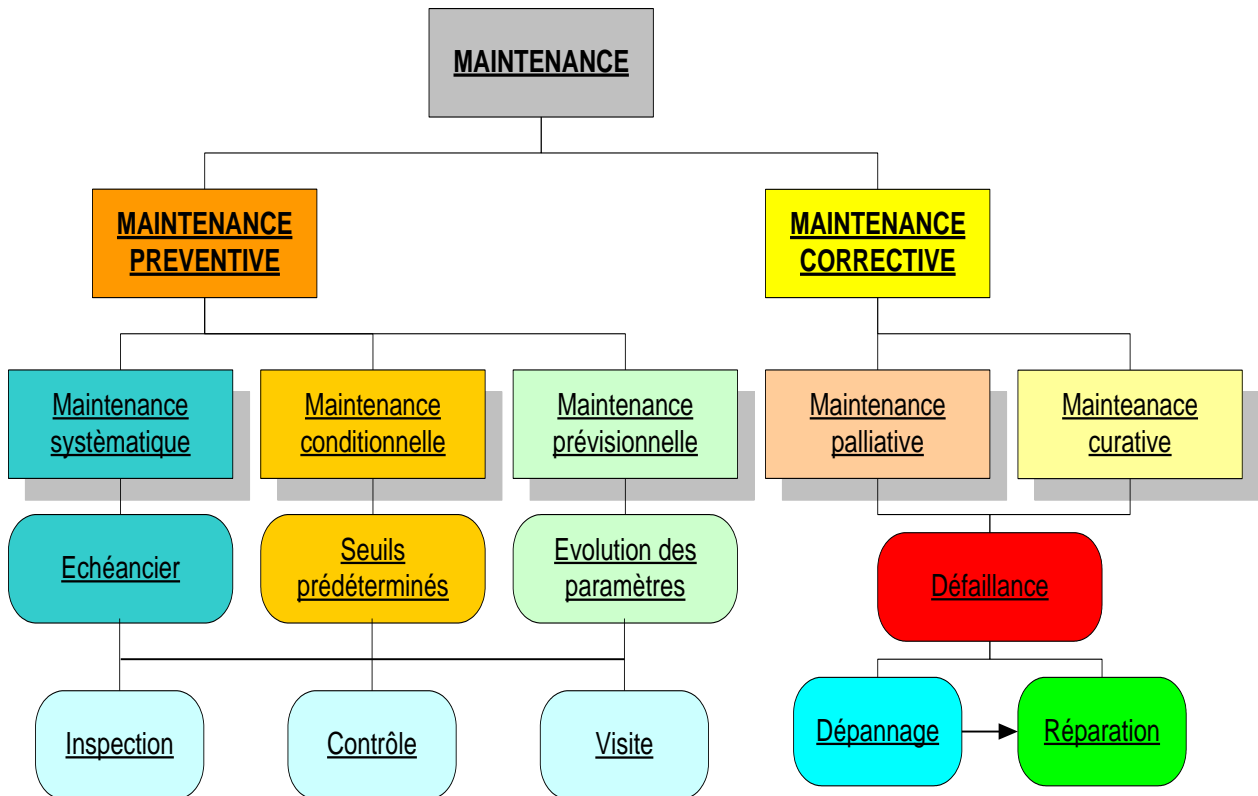 MAINTENANCE
MAINTENANCE
PREVENTIVE
MAINTENANCE
CORRECTIVE
Maintenance
systèmatique
Maintenance
conditionnelle
Maintenance
prévisionnelle
Maintenance
palliative
Mainteanace
curative
Echéancier
Seuils
prédéterminés
Evolution des
paramètres
Défaillance
Inspection
Contrôle
Visite
Dépannage
Réparation